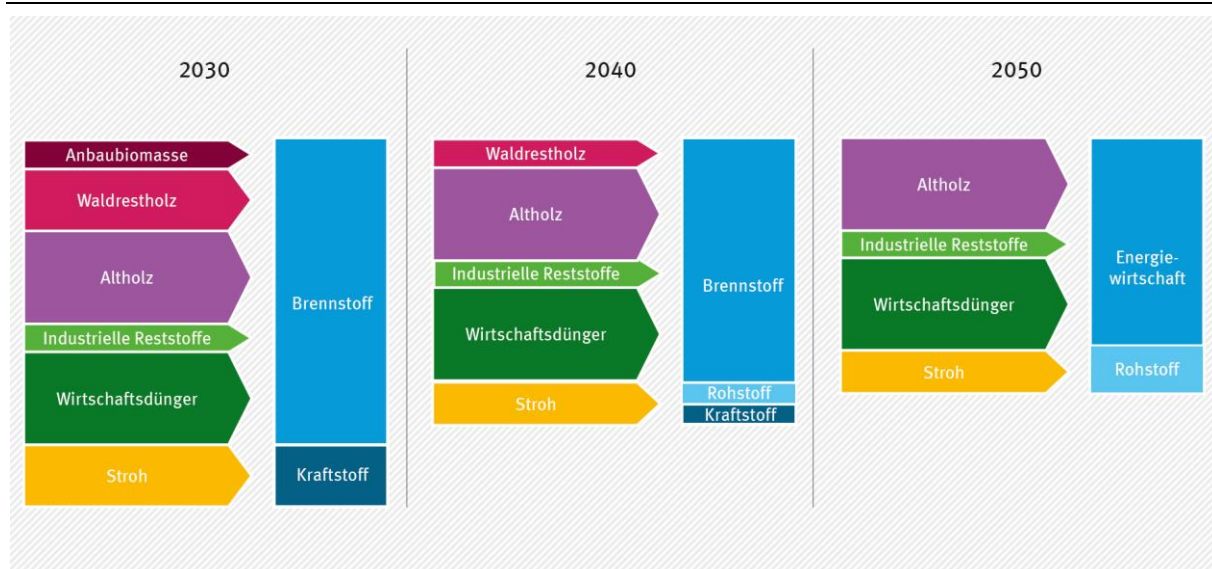 2030
Anbaubiomasse
Waldrestholz
Altholz
Industrielle Reststoffe
Wirtschaftsdünger
Stroh
Brennstoff
Kraftstoff
2040
Waldrestholz
Altholz
Industrielle Reststoffe
Wirtschaftsdünger
Stroh
Brennstoff
Rohstoff
Kraftstoff
2050
Altholz
Industrielle Reststoffe
Wirtschaftsdünger
Stroh
Energie-
wirtschaft
Rohstoff